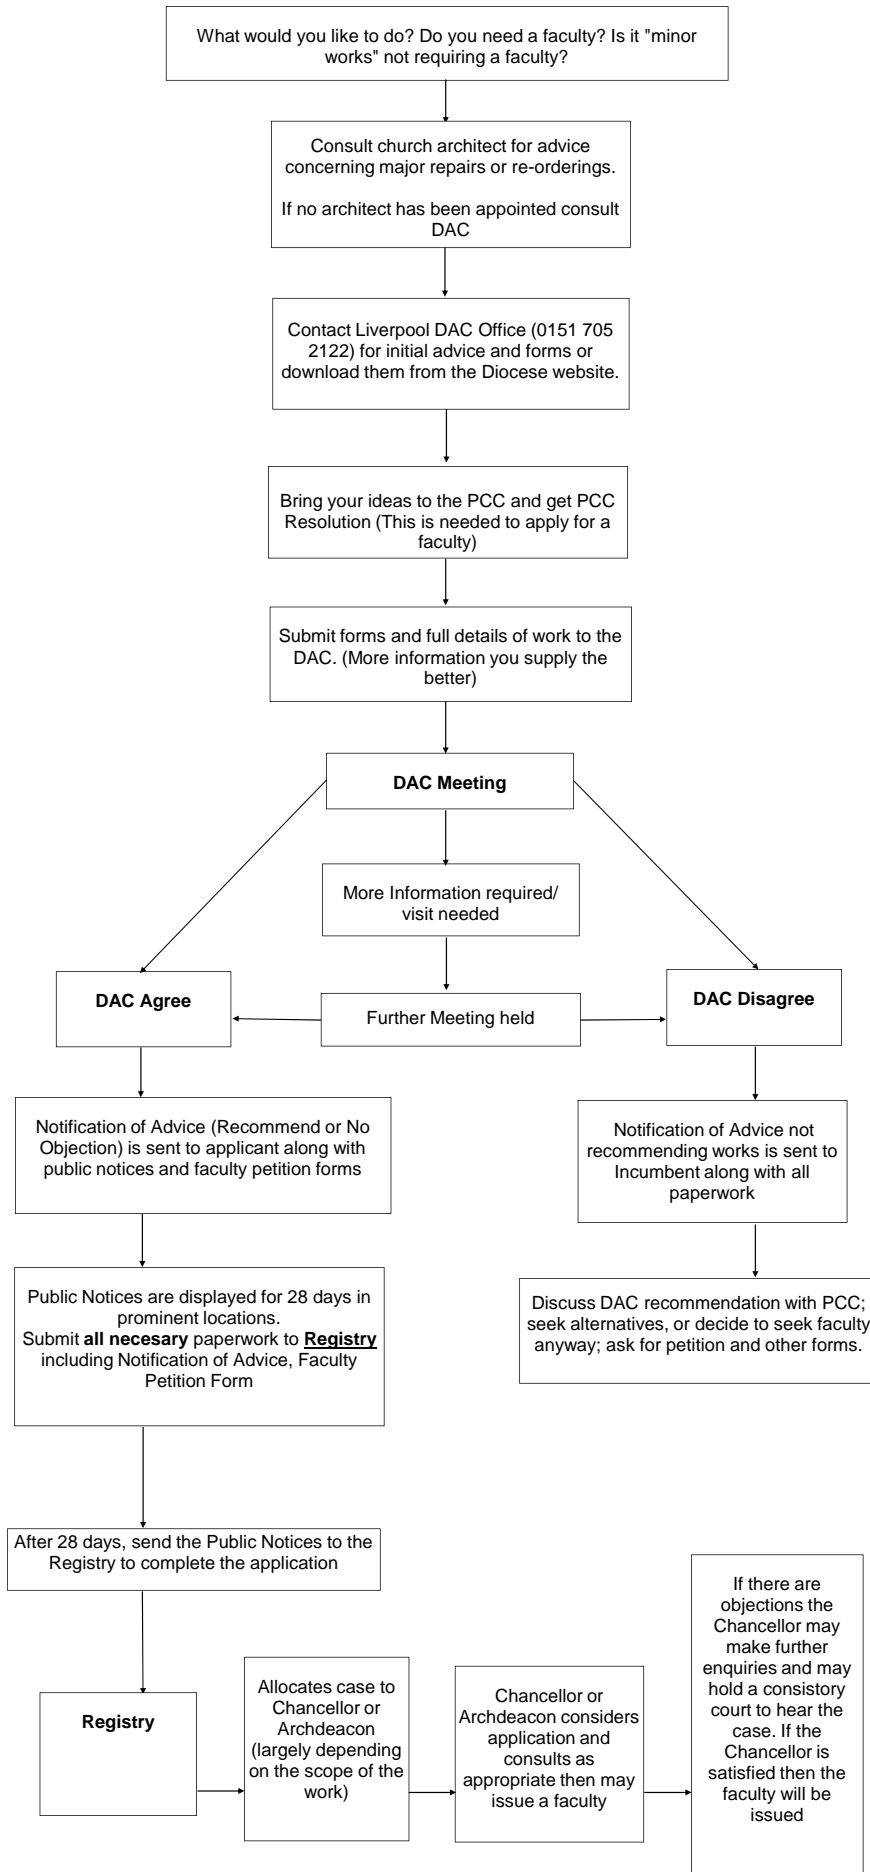 What would you like to do? Do you need a faculty? Is it "minor
works" not requiring a faculty?
Consult church architect for advice
concerning major repairs or re-orderings.
If no architect has been appointed consult
DAC
Contact Liverpool DAC Office (0151 705
2122) for initial advice and forms or
download them from the Diocese website.
Bring your ideas to the PCC and get PCC
Resolution (This is needed to apply for a
faculty)
Submit forms and full details of work to the
DAC. (More information you supply the
better)
DAC Meeting
More Information required/
visit needed
DAC Agree
Further Meeting held
DAC Disagree
Notification of Advice (Recommend or No
Objection) is sent to applicant along with
public notices and faculty petition forms
Notification of Advice not
recommending works is sent to
Incumbent along with all
paperwork
Public Notices are displayed for 28 days in
prominent locations.
Submit all necesary paperwork to Registry
including Notification of Advice, Faculty
Petition Form
Discuss DAC recommendation with PCC;
seek alternatives, or decide to seek faculty
anyway; ask for petition and other forms.
After 28 days, send the Public Notices to the
Registry to complete the application
Registry
Allocates case to
Chancellor or
Archdeacon
(largely depending
on the scope of the
work)
Chancellor or
Archdeacon considers
application and
consults as
appropriate then may
issue a faculty
If there are
objections the
Chancellor may
make further
enquiries and may
hold a consistory
court to hear the
case. If the
Chancellor is
satisfied then the
faculty will be
issued